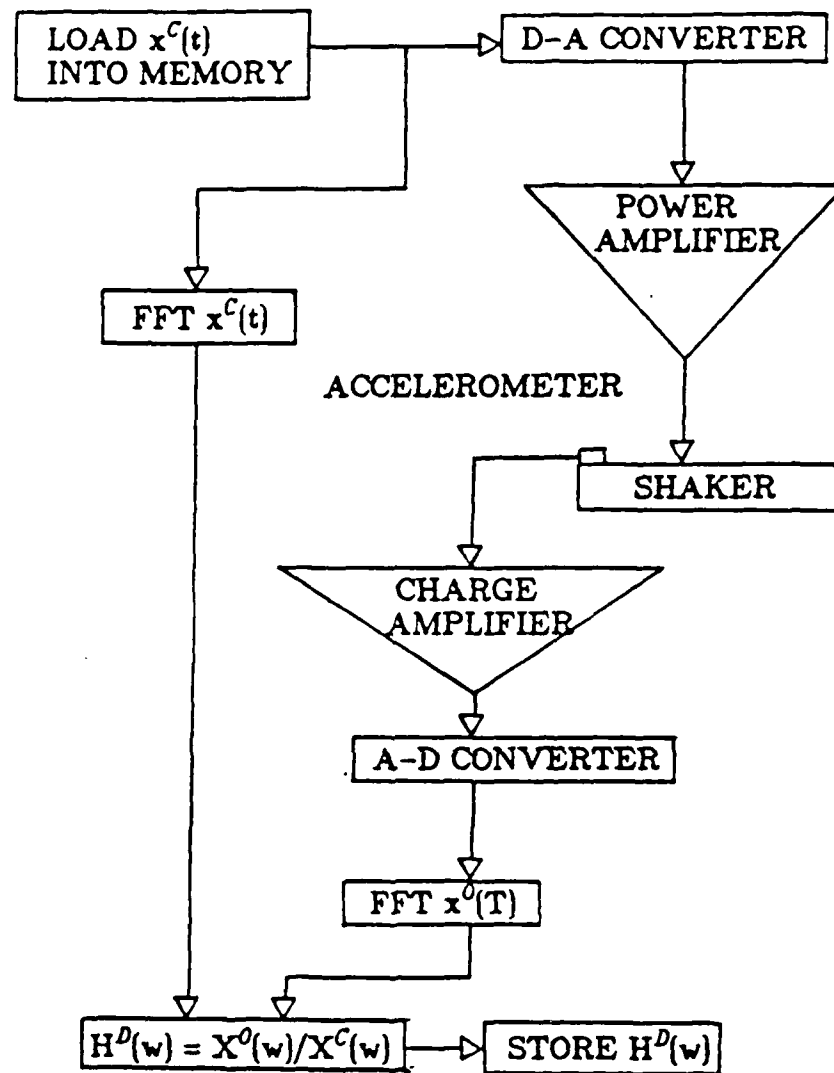 LOAD x^C(t)
INTO MEMORY
D-A CONVERTER
POWER
AMPLIFIER
FFT x^C(t)
ACCELEROMETER
SHAKER
CHARGE
AMPLIFIER
A-D CONVERTER
FFT x^O(T)
H^D(w) = X^O(w)/X^C(w)
STORE H^D(w)